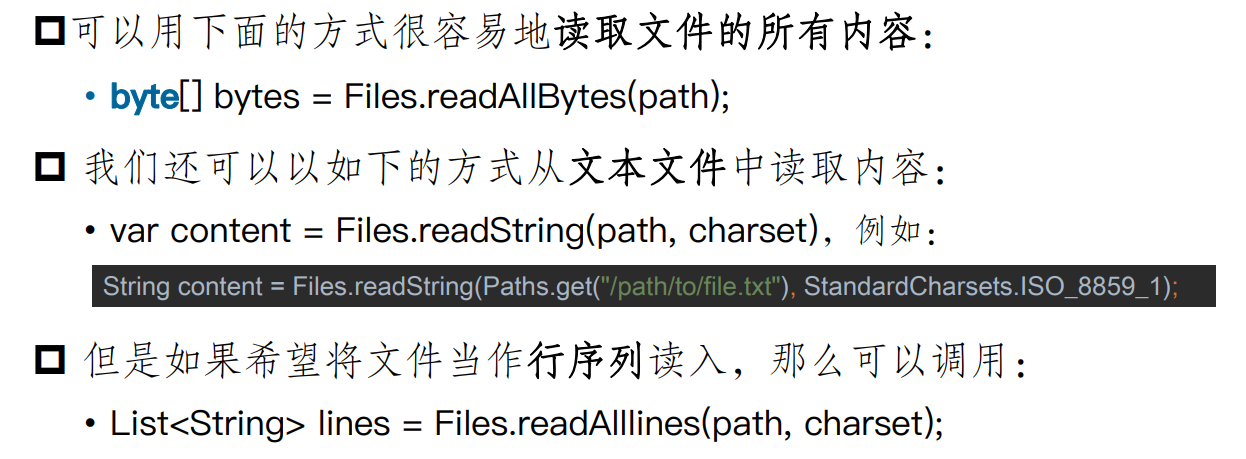 可以用下面的方式很容易地读取文件的所有内容：
• byte[] bytes = Files.readAllBytes(path);
我们还可以以如下的方式从文本文件中读取内容：
• var content = Files.readString(path, charset)，例如：
String content = Files.readString(Paths.get("/path/to/file.txt"), StandardCharsets.ISO_8859_1);
但是如果希望将文件当作行序列读入，那么可以调用：
• List<String> lines = Files.readAlllines(path, charset);